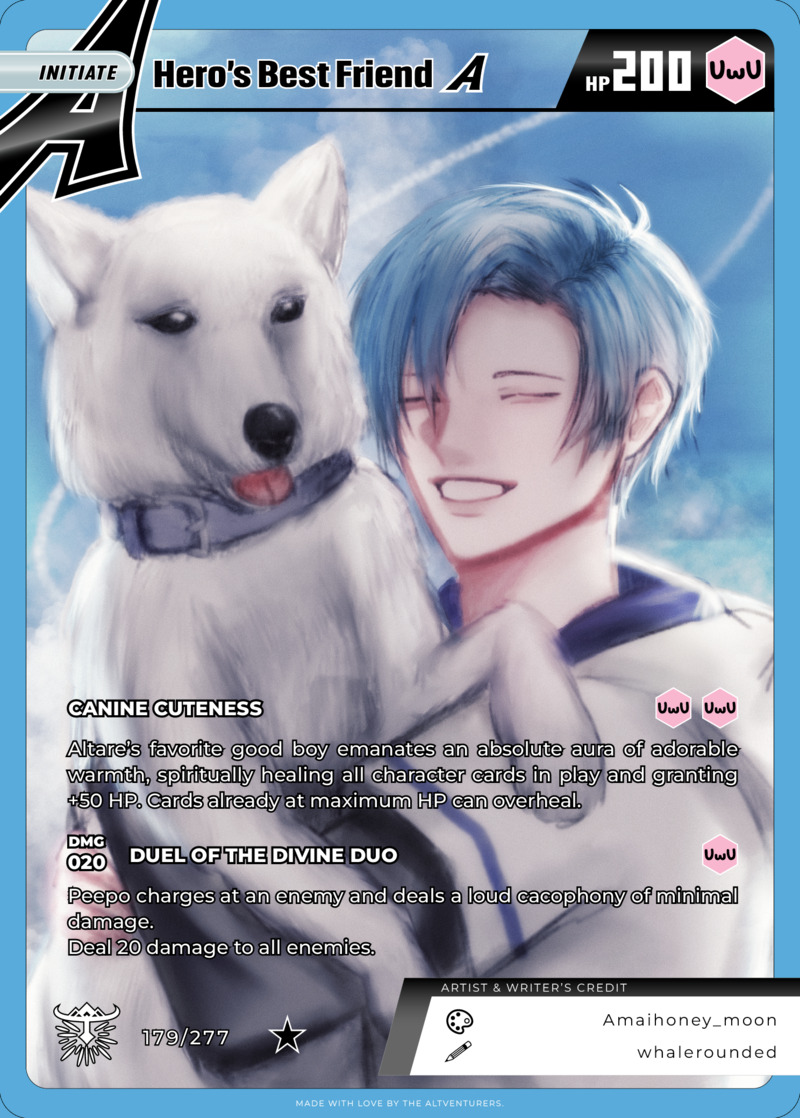 INITIATE
Hero's Best Friend A
HP 200
UwU
CANINE CUTENESS
UwU UwU
Altare's favorite good boy emanates an absolute aura of adorable
warmth, spiritually healing all character cards in play and granting
+50 HP. Cards already at maximum HP can overheal.
DMG
020
DUEL OF THE DIVINE DUO
UwU
Peepo charges at an enemy and deals a loud cacophony of minimal
damage.
Deal 20 damage to all enemies.
ARTIST & WRITER'S CREDIT
Amaihoney_moon
whalerounded
179/277
MADE WITH LOVE BY THE ALTVENTURERS.